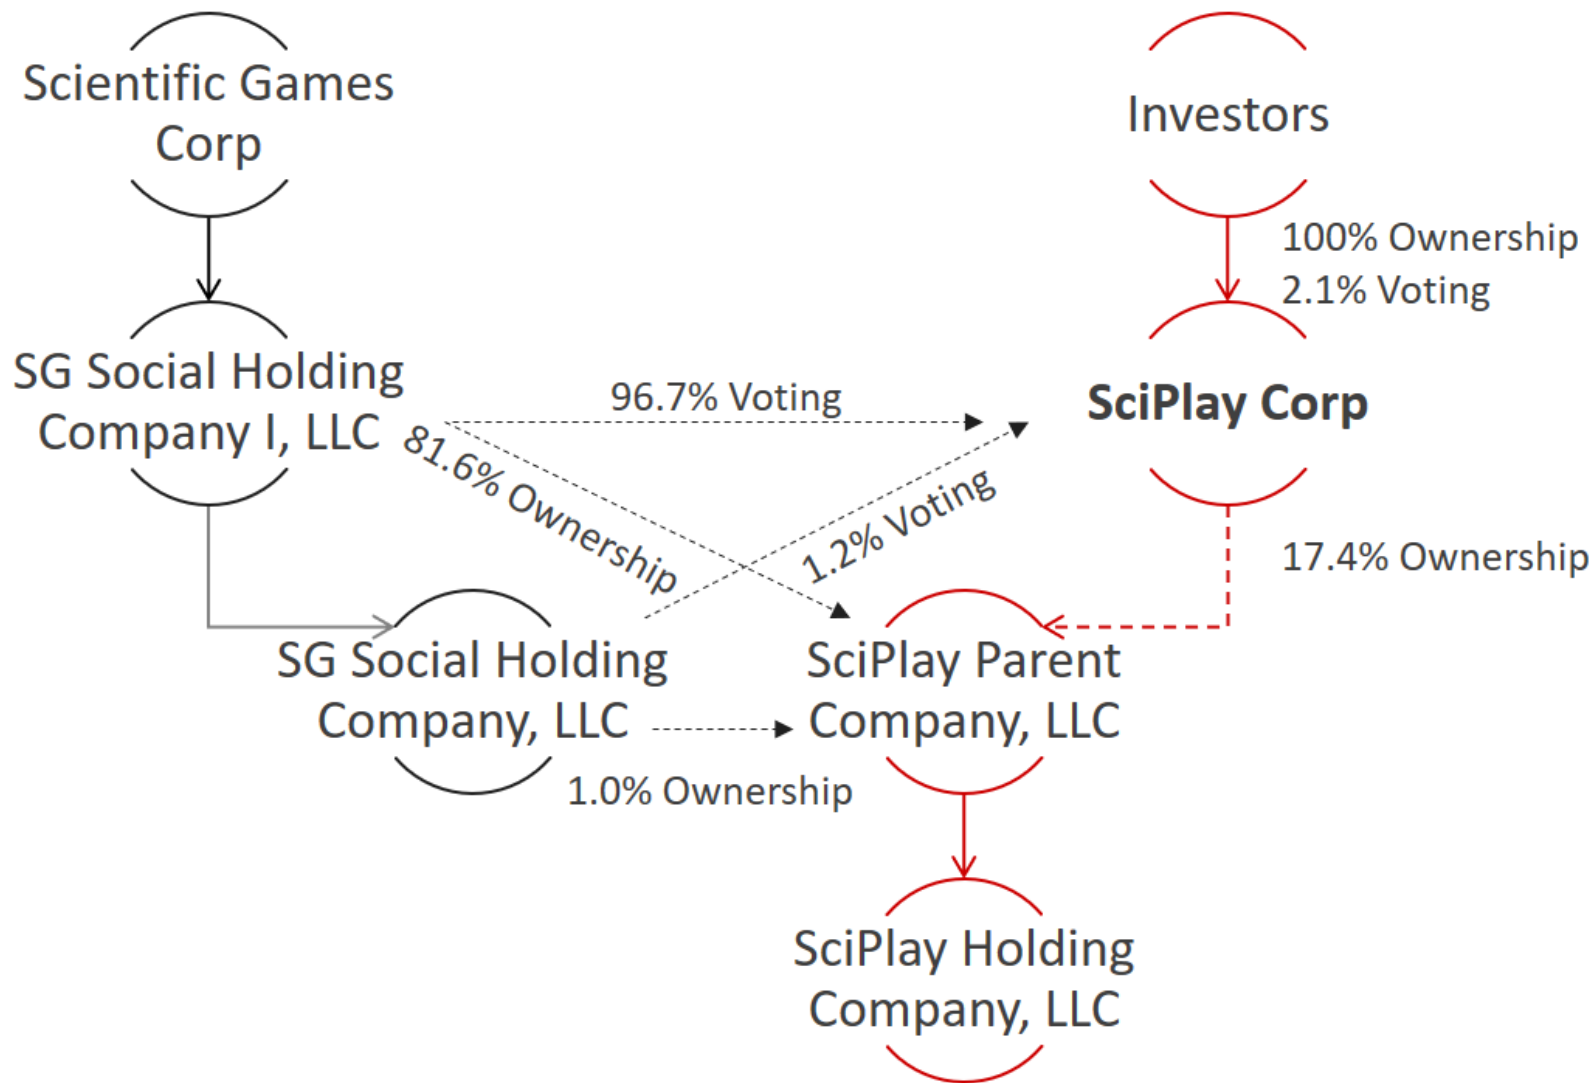 Scientific Games
Corp
Investors
100% Ownership
2.1% Voting
SG Social Holding
Company I, LLC
96.7% Voting
SciPlay Corp
81.6% Ownership
1.2% Voting
17.4% Ownership
SG Social Holding
Company, LLC
SciPlay Parent
Company, LLC
1.0% Ownership
SciPlay Holding
Company, LLC